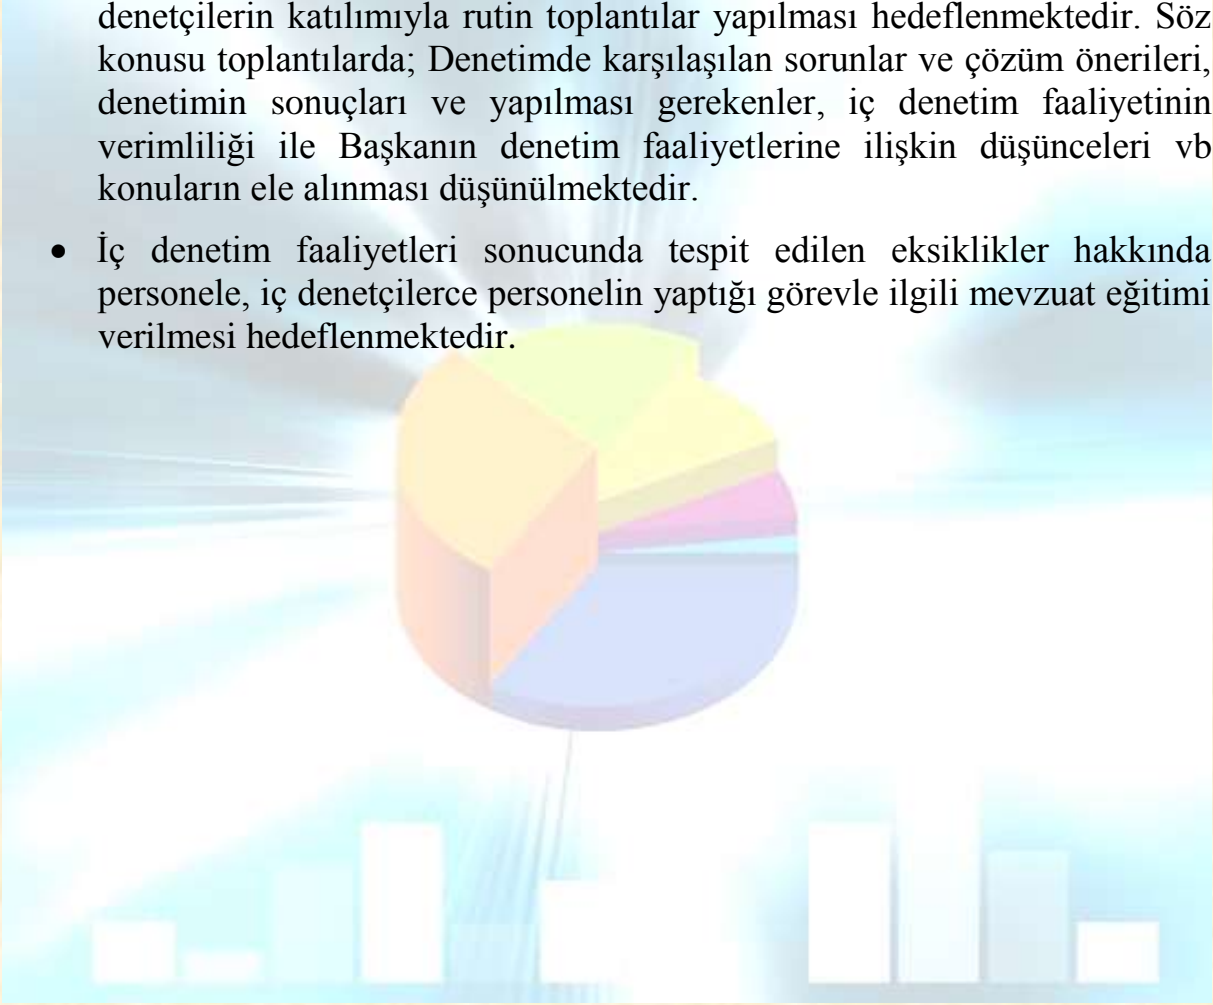 denetçilerin katılımıyla rutin toplantılar yapılması hedeflenmektedir. Söz
konusu toplantılarda; Denetimde karşılaşılan sorunlar ve çözüm önerileri,
denetimin sonuçları ve yapılması gerekenler, iç denetim faaliyetinin
verimliliği ile Başkanın denetim faaliyetlerine ilişkin düşünceleri vb
konuların ele alınması düşünülmektedir.
• İç denetim faaliyetleri sonucunda tespit edilen eksiklikler hakkında
personele, iç denetçilerce personelin yaptığı görevle ilgili mevzuat eğitimi
verilmesi hedeflenmektedir.